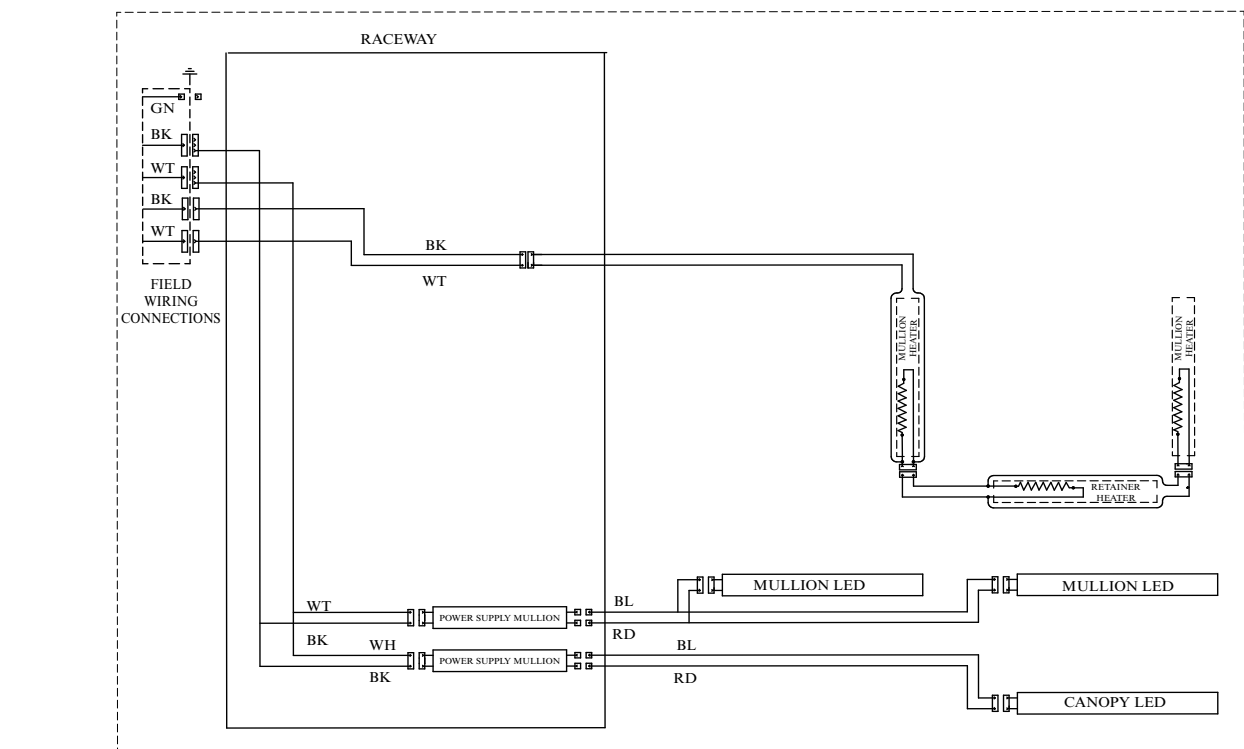 RACEWAY
GN
BK
WT
BK
WT
FIELD
WIRING
CONNECTIONS
BK
WT
MULLION
HEATER
MULLION
HEATER
RETAINER
HEATER
MULLION LED
MULLION LED
WT
BK
POWER SUPPLY MULLION
BL
RD
WH
BK
POWER SUPPLY MULLION
BL
RD
CANOPY LED